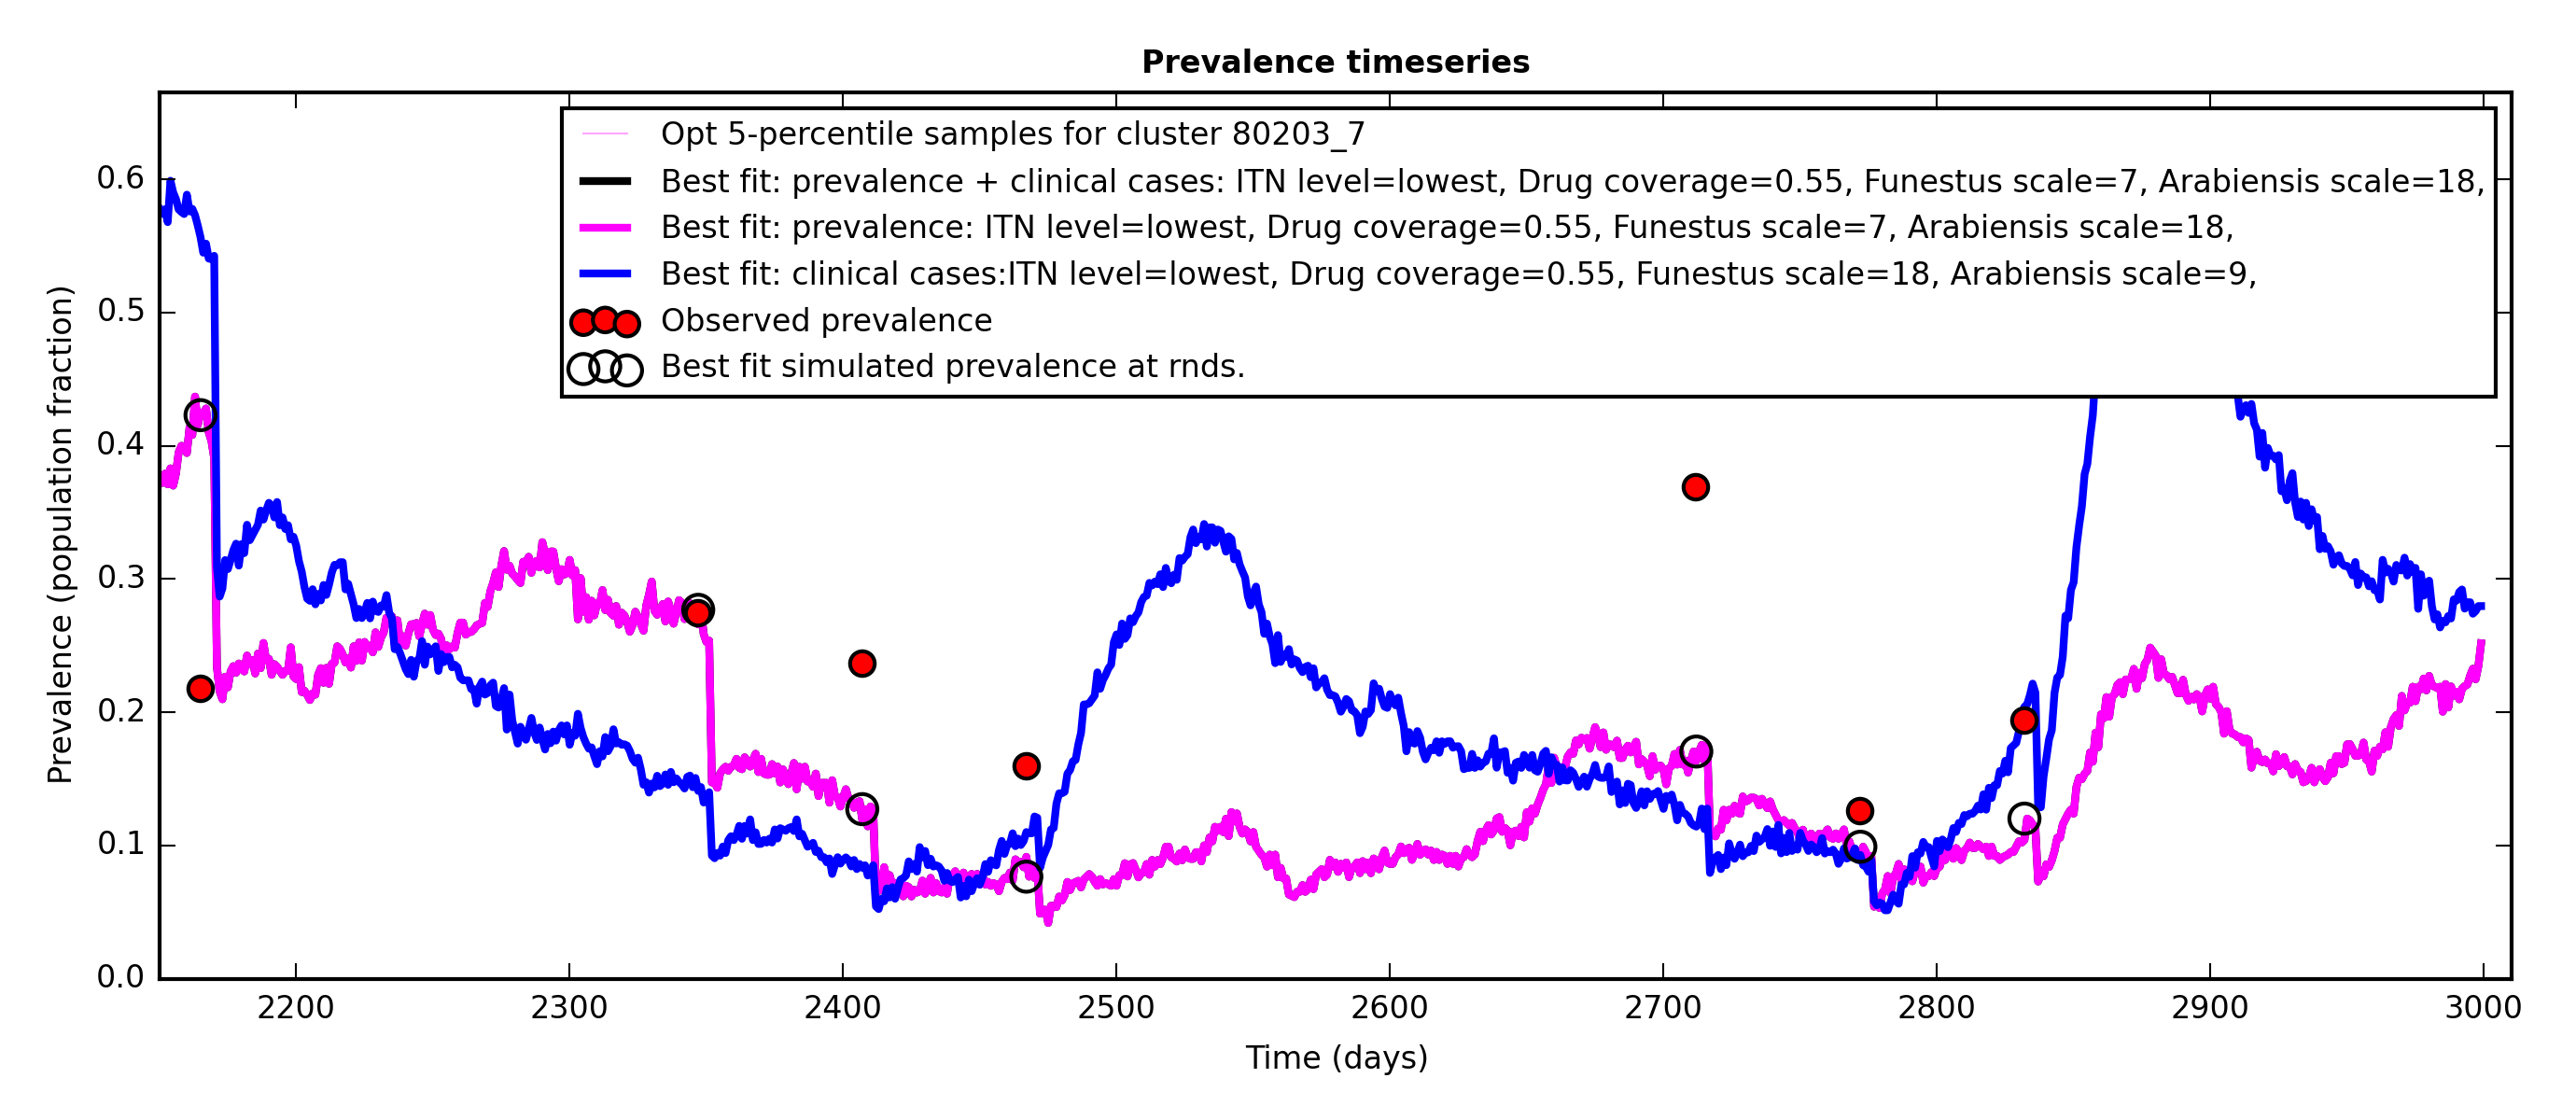 Prevalence timeseries
Opt 5-percentile samples for cluster 80203_7
Best fit: prevalence + clinical cases: ITN level=lowest, Drug coverage=0.55, Funestus scale=7, Arabiensis scale=18,
Best fit: prevalence: ITN level=lowest, Drug coverage=0.55, Funestus scale=7, Arabiensis scale=18,
Best fit: clinical cases:ITN level=lowest, Drug coverage=0.55, Funestus scale=18, Arabiensis scale=9,
Observed prevalence
Best fit simulated prevalence at rnds.
Prevalence (population fraction)
0.6
0.5
0.4
0.3
0.2
0.1
0.0
2200 2300 2400 2500 2600 2700 2800 2900 3000
Time (days)